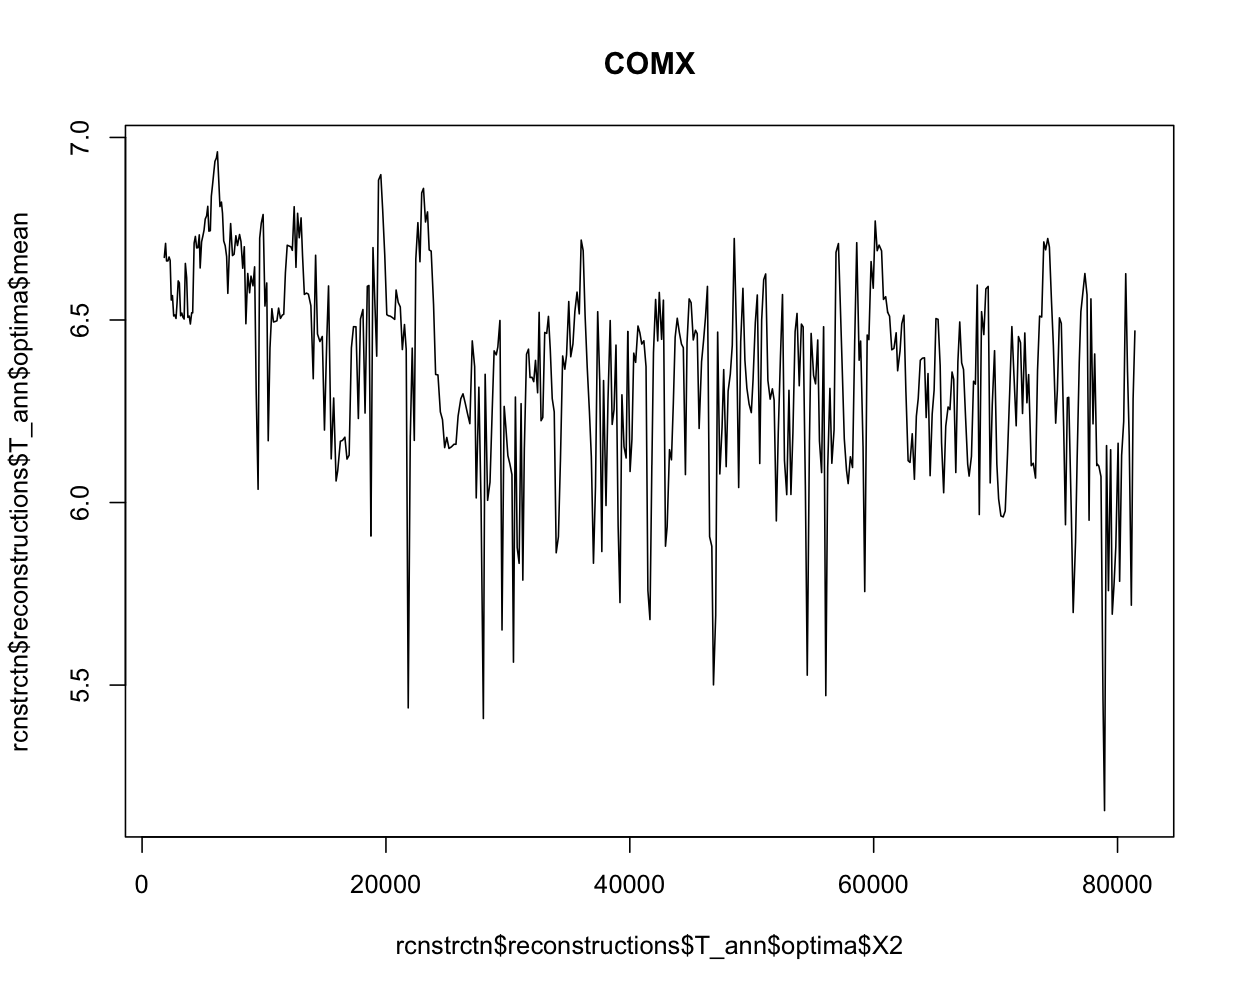 COMX
rcnstrctn$reconstructions$T_ann$optima$mean
7.0
6.5
6.0
5.5
0 20000 40000 60000 80000
rcnstrctn$reconstructions$T_ann$optima$X2